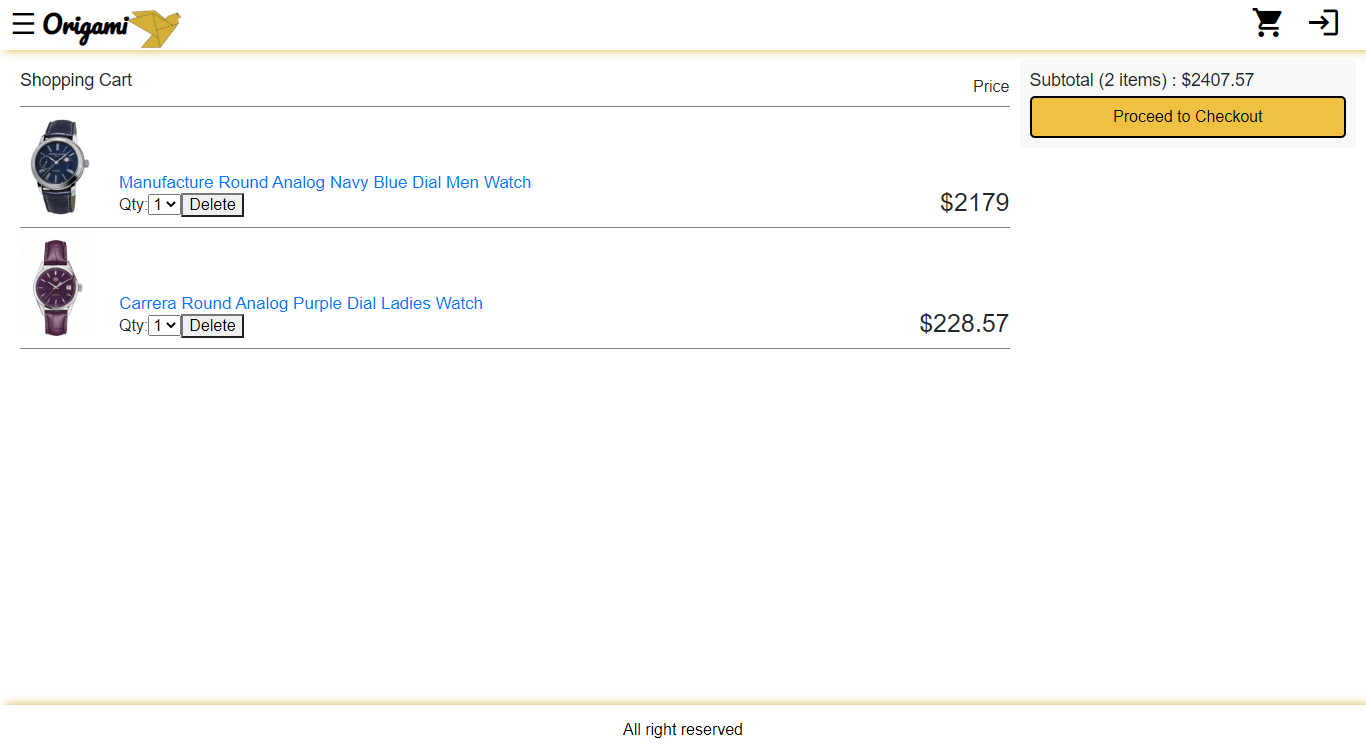 ☰ Origami
Shopping Cart
Price
Manufacture Round Analog Navy Blue Dial Men Watch
Qty: 1 Delete
$2179
Carrera Round Analog Purple Dial Ladies Watch
Qty: 1 Delete
$228.57
Subtotal (2 items) : $2407.57
Proceed to Checkout
All right reserved